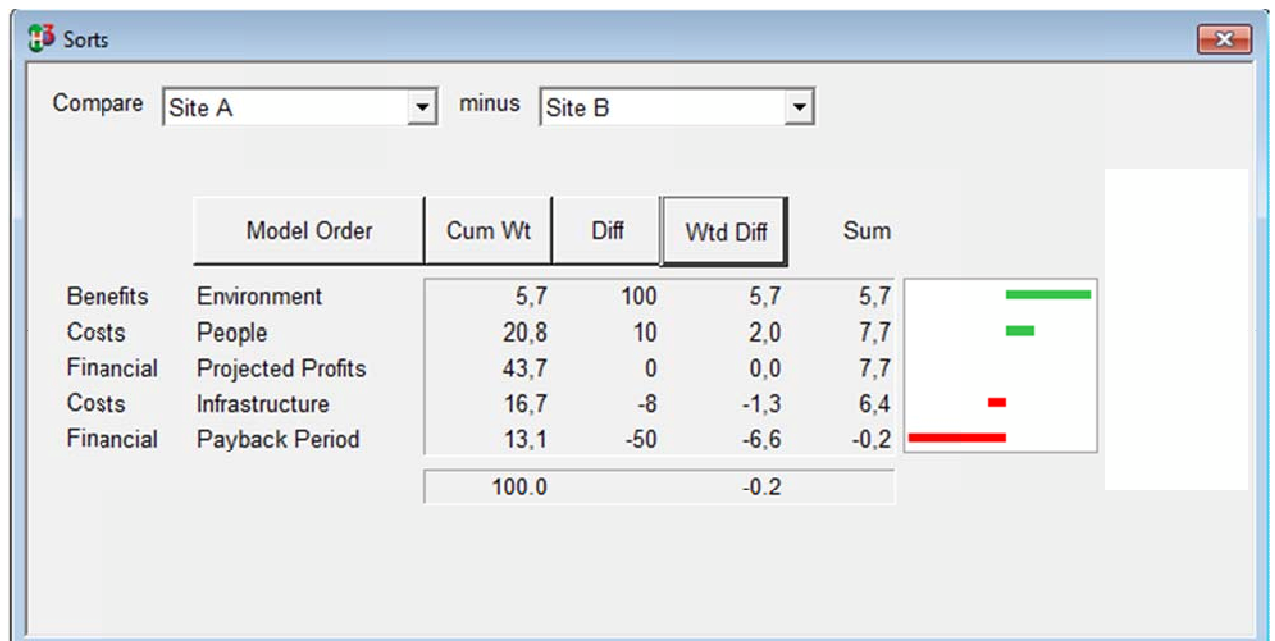 Sorts
Compare Site A minus Site B
Model Order Cum Wt Diff Wtd Diff Sum
Benefits Environment 5,7 100 5,7 5,7
Costs People 20,8 10 2,0 7,7
Financial Projected Profits 43,7 0 0,0 7,7
Costs Infrastructure 16,7 -8 -1,3 6,4
Financial Payback Period 13,1 -50 -6,6 -0,2
100.0 -0.2